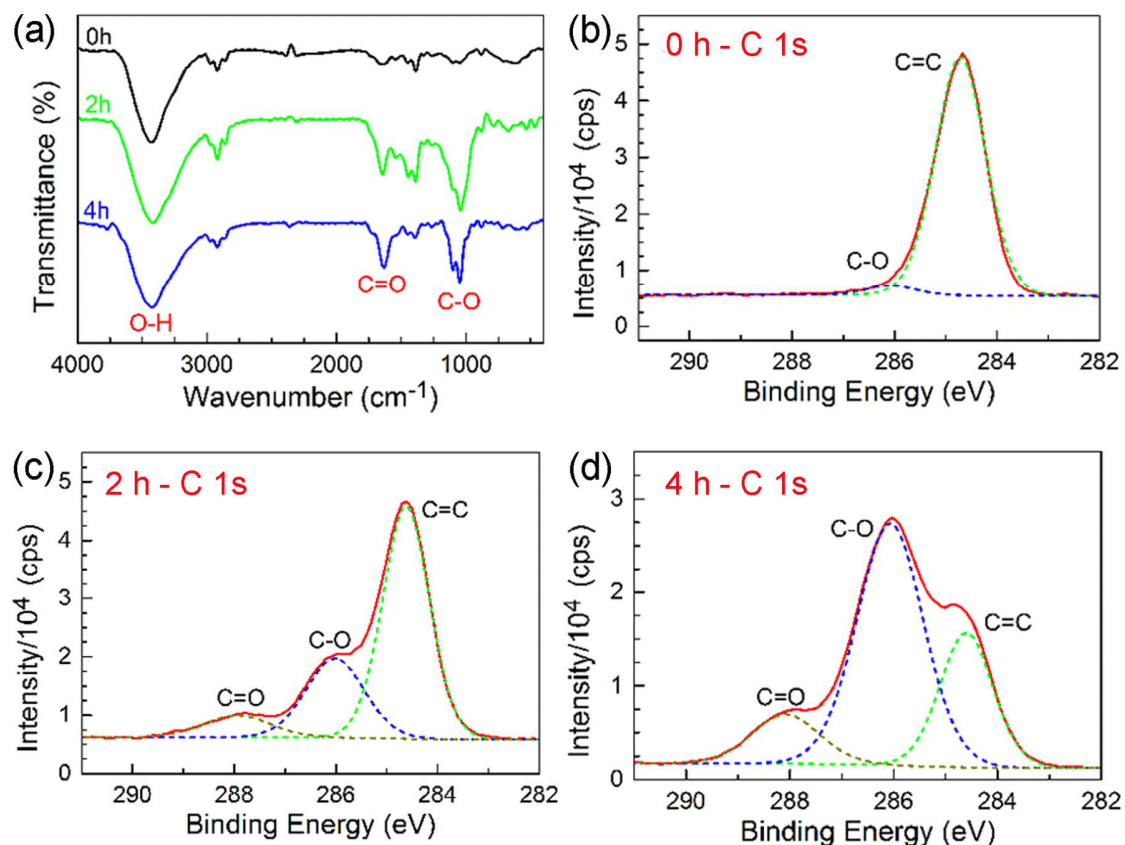 (a)
0h
2h
4h
O-H
C=O
C-O
Transmittance (%)
4000 3000 2000 1000
Wavenumber (cm⁻¹)
(b)
0 h - C 1s
C=C
C-O
Intensity/10⁴ (cps)
5
4
3
2
1
0
290 288 286 284 282
Binding Energy (eV)
(c)
2 h - C 1s
C=C
C-O
C=O
Intensity/10⁴ (cps)
5
4
3
2
1
0
290 288 286 284 282
Binding Energy (eV)
(d)
4 h - C 1s
C-O
C=C
C=O
Intensity/10⁴ (cps)
3
2
1
0
290 288 286 284 282
Binding Energy (eV)